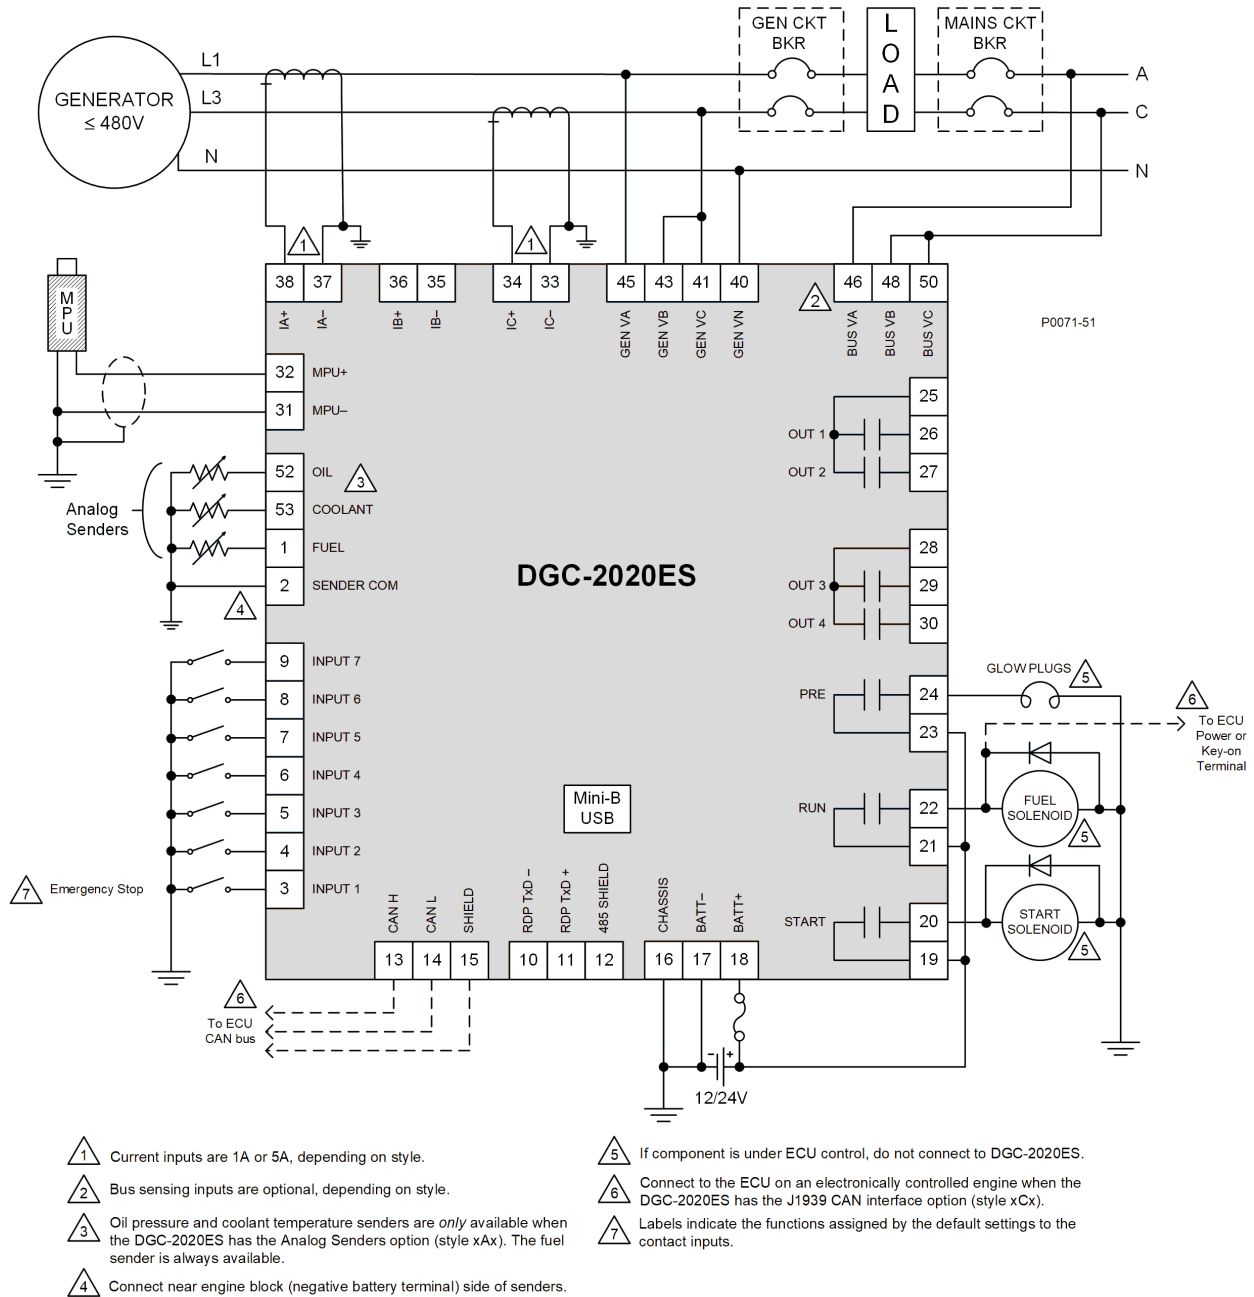 GEN CKT
BKR
LOAD
MAINS CKT
BKR
L1
A
GENERATOR
≤ 480V
L3
C
N
N
1
1
2
38 37 36 35 34 33 45 43 41 40 46 48 50
IA+ IA– IB+ IB– IC+ IC– GEN VA GEN VB GEN VC GEN VN BUS VA BUS VB BUS VC
P0071-51
MPU
32 MPU+
31 MPU–
25
OUT 1 26
OUT 2 27
Analog
Senders
52 OIL
3
53 COOLANT
1 FUEL
2 SENDER COM
4
DGC-2020ES
28
OUT 3 29
OUT 4 30
9 INPUT 7
8 INPUT 6
7 INPUT 5
6 INPUT 4
5 INPUT 3
4 INPUT 2
7 Emergency Stop
3 INPUT 1
GLOW PLUGS 5
PRE 24
23
6
To ECU
Power or
Key-on
Terminal
Mini-B
USB
RUN 22
21
FUEL
SOLENOID
5
START 20
19
START
SOLENOID
5
CAN H CAN L SHIELD RDP TxD – RDP TxD + 485 SHIELD CHASSIS BATT– BATT+
13 14 15 10 11 12 16 17 18
6
To ECU
CAN bus
- +
12/24V
1 Current inputs are 1A or 5A, depending on style.
2 Bus sensing inputs are optional, depending on style.
3 Oil pressure and coolant temperature senders are only available when
the DGC-2020ES has the Analog Senders option (style xAx). The fuel
sender is always available.
4 Connect near engine block (negative battery terminal) side of senders.
5 If component is under ECU control, do not connect to DGC-2020ES.
6 Connect to the ECU on an electronically controlled engine when the
DGC-2020ES has the J1939 CAN interface option (style xCx).
7 Labels indicate the functions assigned by the default settings to the
contact inputs.